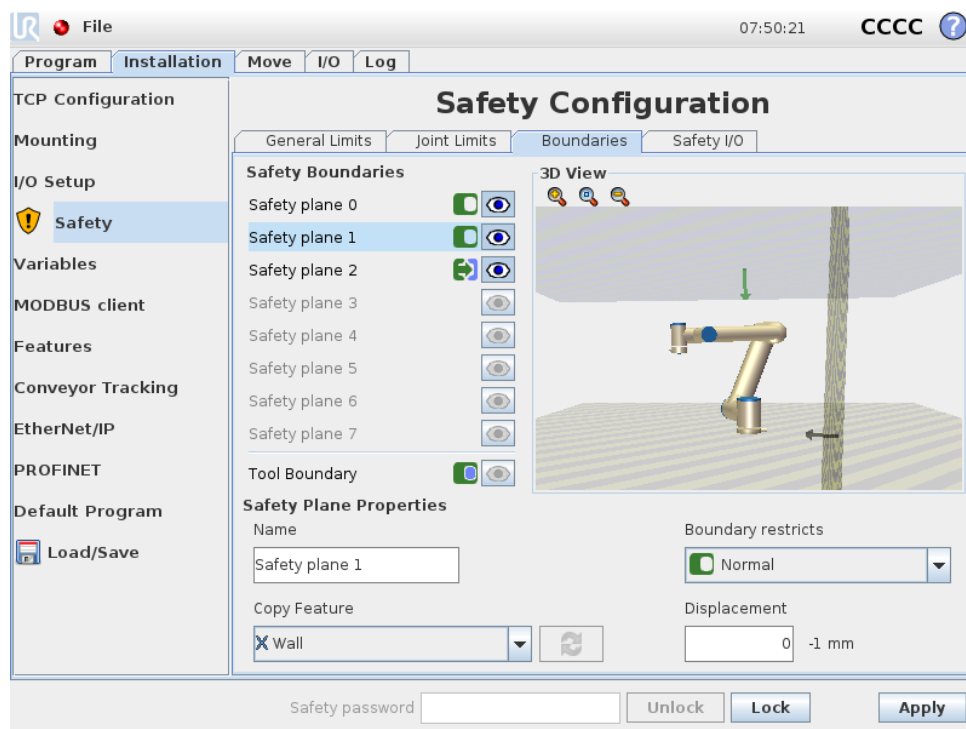 UR File 07:50:21 CCCC ?
Program Installation Move I/O Log
TCP Configuration
Mounting
I/O Setup
Safety
Variables
MODBUS client
Features
Conveyor Tracking
EtherNet/IP
PROFINET
Default Program
Load/Save
Safety Configuration
General Limits Joint Limits Boundaries Safety I/O
Safety Boundaries
Safety plane 0
Safety plane 1
Safety plane 2
Safety plane 3
Safety plane 4
Safety plane 5
Safety plane 6
Safety plane 7
Tool Boundary
3D View
Safety Plane Properties
Name
Safety plane 1
Copy Feature
Wall
Boundary restricts
Normal
Displacement
0 -1 mm
Safety password Unlock Lock Apply